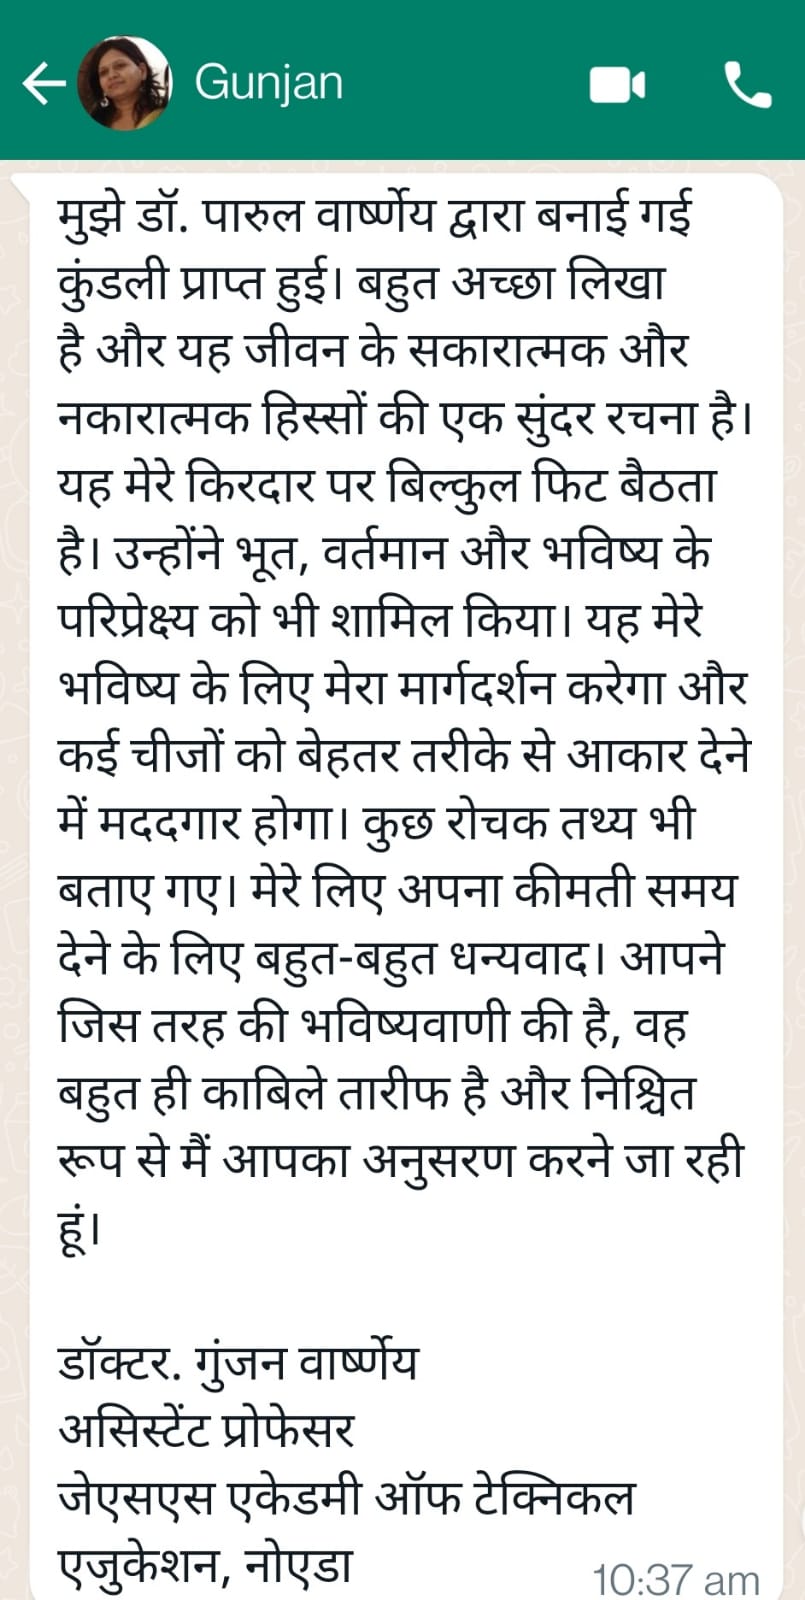 Gunjan
मुझे डॉ. पारुल वार्ष्णेय द्वारा बनाई गई
कुंडली प्राप्त हुई। बहुत अच्छा लिखा
है और यह जीवन के सकारात्मक और
नकारात्मक हिस्सों की एक सुंदर रचना है।
यह मेरे किरदार पर बिल्कुल फिट बैठता
है। उन्होंने भूत, वर्तमान और भविष्य के
परिप्रेक्ष्य को भी शामिल किया। यह मेरे
भविष्य के लिए मेरा मार्गदर्शन करेगा और
कई चीजों को बेहतर तरीके से आकार देने
में मददगार होगा। कुछ रोचक तथ्य भी
बताए गए। मेरे लिए अपना कीमती समय
देने के लिए बहुत-बहुत धन्यवाद। आपने
जिस तरह की भविष्यवाणी की है, वह
बहुत ही काबिले तारीफ है और निश्चित
रूप से मैं आपका अनुसरण करने जा रही
हूं।
डॉक्टर. गुंजन वार्ष्णेय
असिस्टेंट प्रोफेसर
जेएसएस एकेडमी ऑफ टेक्निकल
एजुकेशन, नोएडा
10:37 am